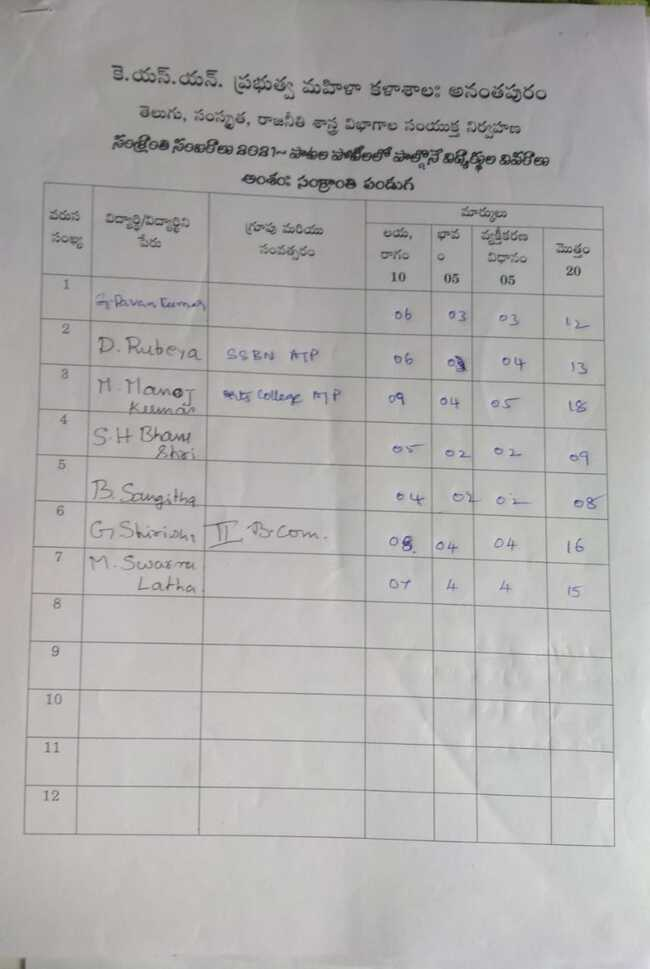 కె.యస్.యన్. ప్రభుత్వ మహిళా కళాశాలః అనంతపురం
తెలుగు, సంస్కృత, రాజనీతి శాస్త్ర విభాగాల సంయుక్త నిర్వహణ
సంక్రాంతి సంబరాలు 2021- పాటల పోటీలలో పాల్గొనే విద్యార్థుల వివరాలు
అంశంః సంక్రాంతి పండుగ
వరుస సంఖ్య విద్యార్థి/విద్యార్థిని పేరు గ్రూపు మరియు సంవత్సరం మార్కులు
లయ, రాగం 10 భావం 05 వ్యక్తీకరణ విధానం 05 మొత్తం 20
1 G. Pavan Kumar 06 03 03 12
2 D. Rubeya SSBN ATP 06 03 04 13
3 M. Manoj Kumar Arts College ATP 09 04 05 18
4 S.H Bhanu Shri 05 02 02 09
5 B. Sangitha 04 02 02 08
6 G Shirisha II B.Com. 08 04 04 16
7 M. Swarna Latha 07 4 4 15
8
9
10
11
12